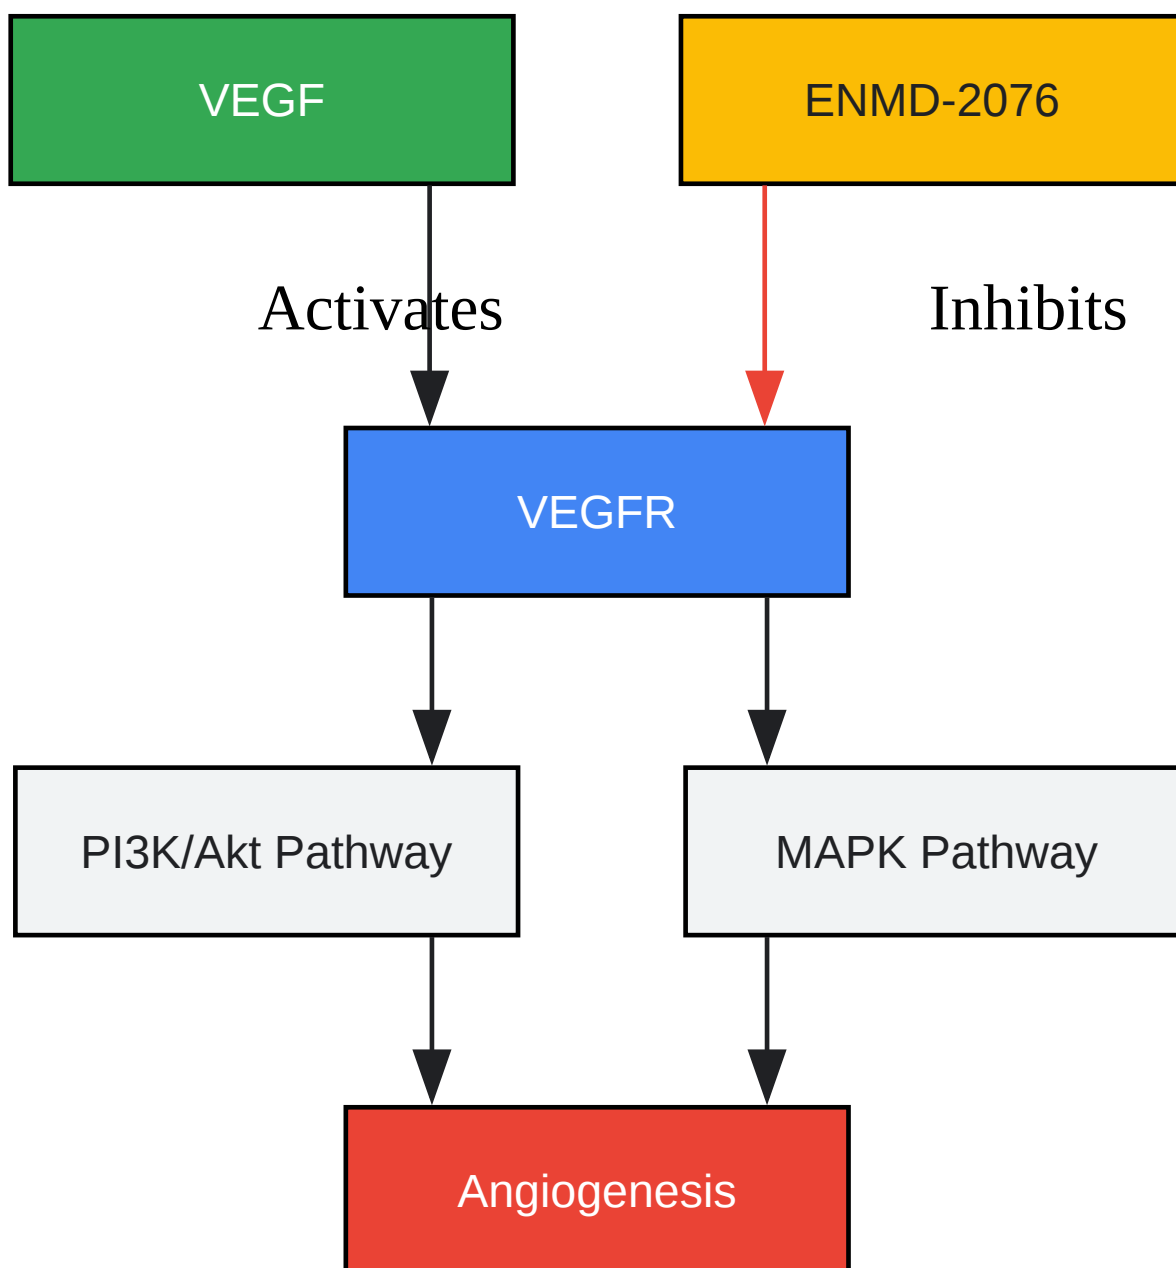 VEGF
ENMD-2076
Activates
Inhibits
VEGFR
PI3K/Akt Pathway
MAPK Pathway
Angiogenesis